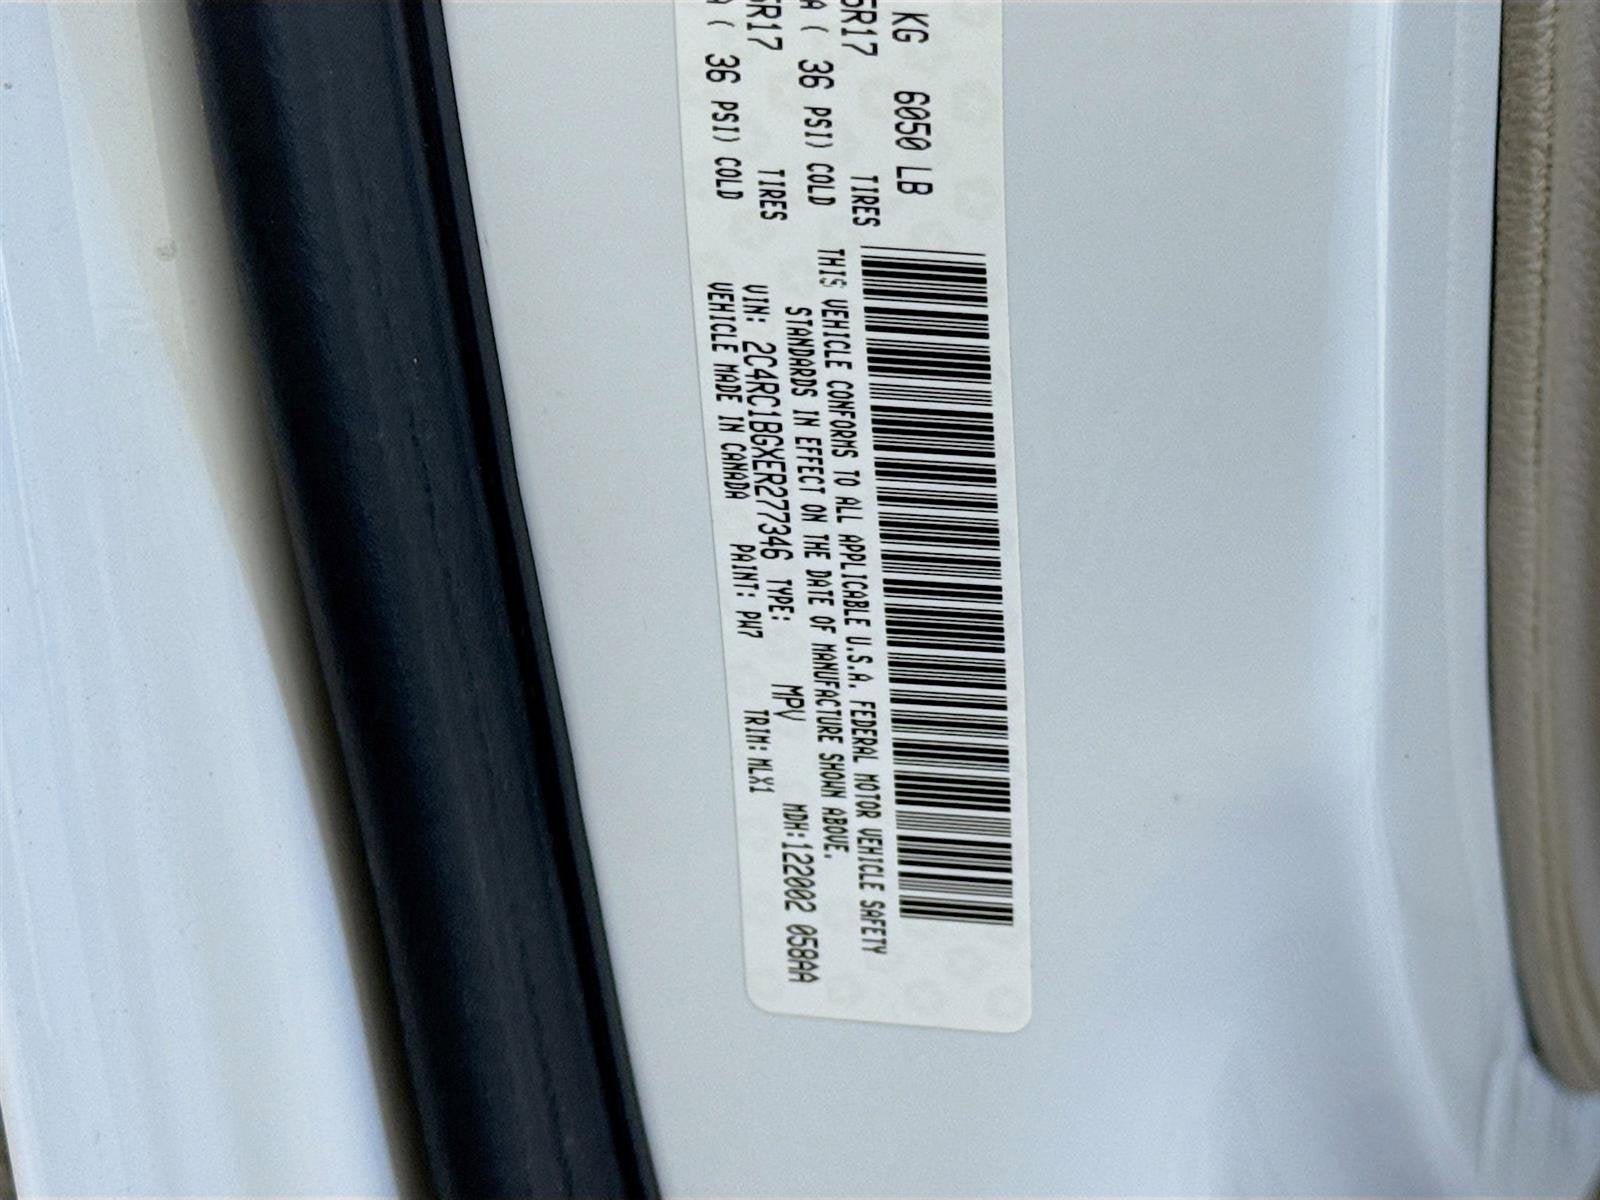 KG 6050 LB
5R17 TIRES
A ( 36 PSI) COLD
5R17 TIRES
A ( 36 PSI) COLD
THIS VEHICLE CONFORMS TO ALL APPLICABLE U.S.A. FEDERAL MOTOR VEHICLE SAFETY
STANDARDS IN EFFECT ON THE DATE OF MANUFACTURE SHOWN ABOVE.
VIN: 2C4RC1BGXER277346 TYPE: MPV MDH:122002 058AA
VEHICLE MADE IN CANADA PAINT: PW7 TRIM: MLX1